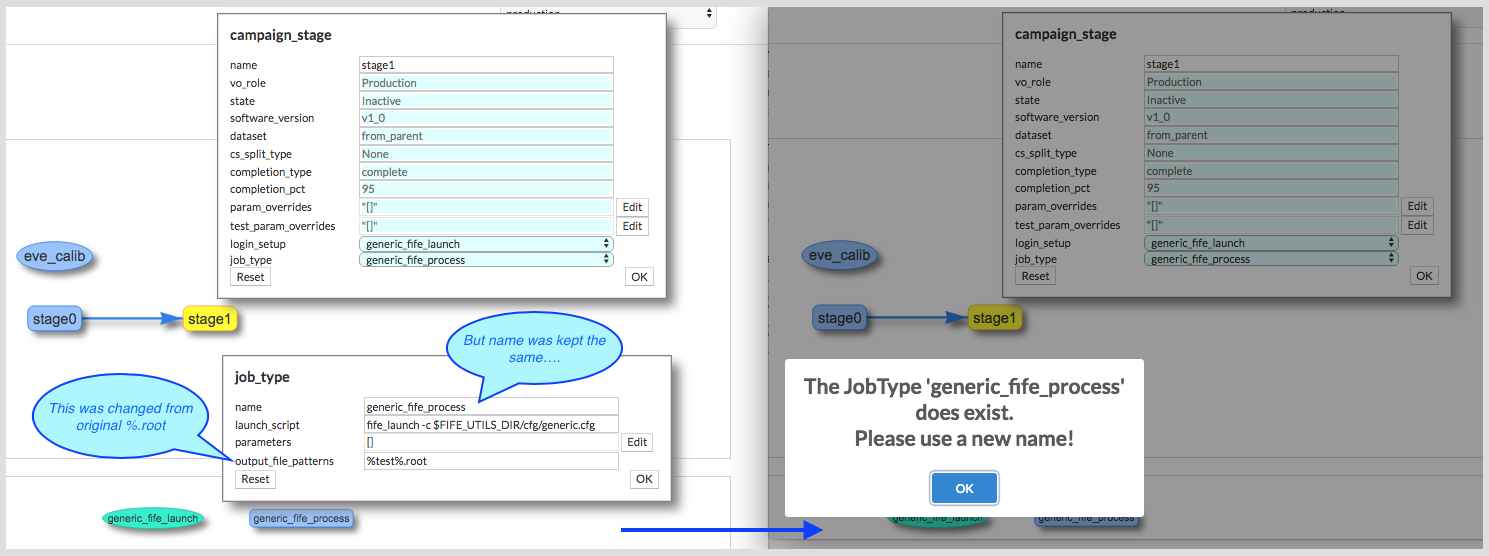 production
campaign_stage
name stage1
vo_role Production
state Inactive
software_version v1_0
dataset from_parent
cs_split_type None
completion_type complete
completion_pct 95
param_overrides "[]" Edit
test_param_overrides "[]" Edit
login_setup generic_fife_launch
job_type generic_fife_process
Reset OK
eve_calib
stage0 stage1
But name was kept the
same….
job_type
This was changed from
original %.root
name generic_fife_process
launch_script fife_launch -c $FIFE_UTILS_DIR/cfg/generic.cfg
parameters [] Edit
output_file_patterns %test%.root
Reset OK
generic_fife_launch generic_fife_process
production
campaign_stage
name stage1
vo_role Production
state Inactive
software_version v1_0
dataset from_parent
cs_split_type None
completion_type complete
completion_pct 95
param_overrides "[]" Edit
test_param_overrides "[]" Edit
login_setup generic_fife_launch
job_type generic_fife_process
Reset OK
eve_calib
stage0 stage1
The JobType 'generic_fife_process'
does exist.
Please use a new name!
OK
generic_fife_launch generic_fife_process